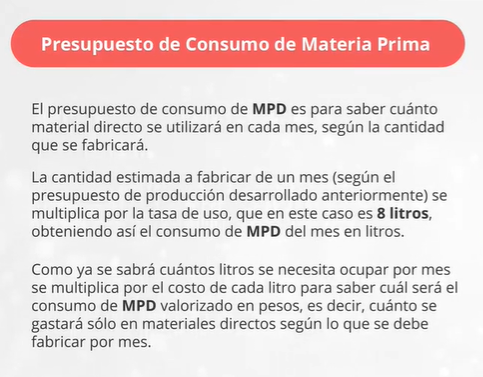 Presupuesto de Consumo de Materia Prima
El presupuesto de consumo de MPD es para saber cuánto
material directo se utilizará en cada mes, según la cantidad
que se fabricará.
La cantidad estimada a fabricar de un mes (según el
presupuesto de producción desarrollado anteriormente) se
multiplica por la tasa de uso, que en este caso es 8 litros,
obteniendo así el consumo de MPD del mes en litros.
Como ya se sabrá cuántos litros se necesita ocupar por mes
se multiplica por el costo de cada litro para saber cuál será el
consumo de MPD valorizado en pesos, es decir, cuánto se
gastará sólo en materiales directos según lo que se debe
fabricar por mes.